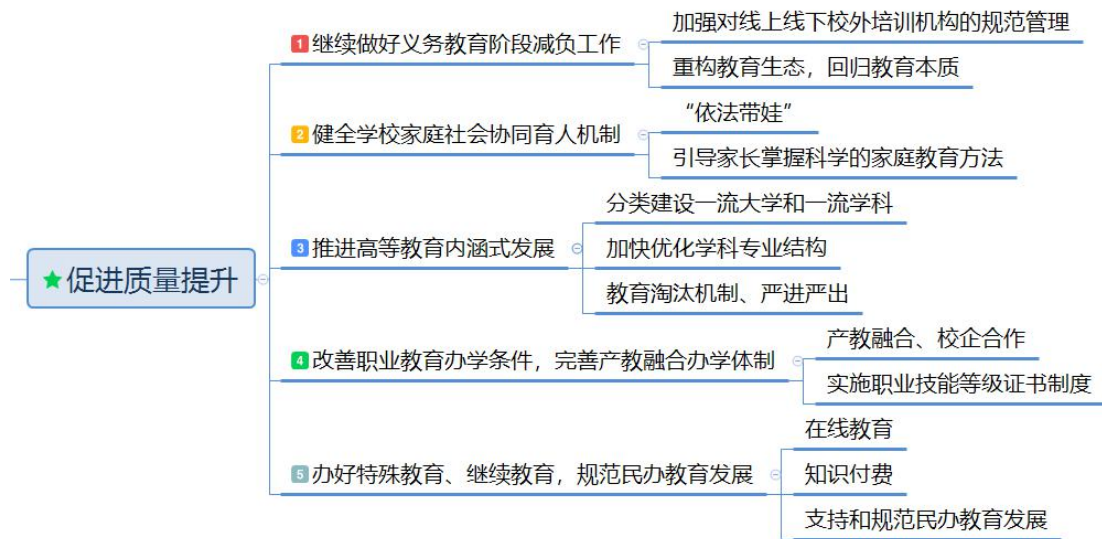 ★促进质量提升
1 继续做好义务教育阶段减负工作
加强对线上线下校外培训机构的规范管理
重构教育生态，回归教育本质
2 健全学校家庭社会协同育人机制
“依法带娃”
引导家长掌握科学的家庭教育方法
3 推进高等教育内涵式发展
分类建设一流大学和一流学科
加快优化学科专业结构
教育淘汰机制、严进严出
4 改善职业教育办学条件，完善产教融合办学体制
产教融合、校企合作
实施职业技能等级证书制度
5 办好特殊教育、继续教育，规范民办教育发展
在线教育
知识付费
支持和规范民办教育发展